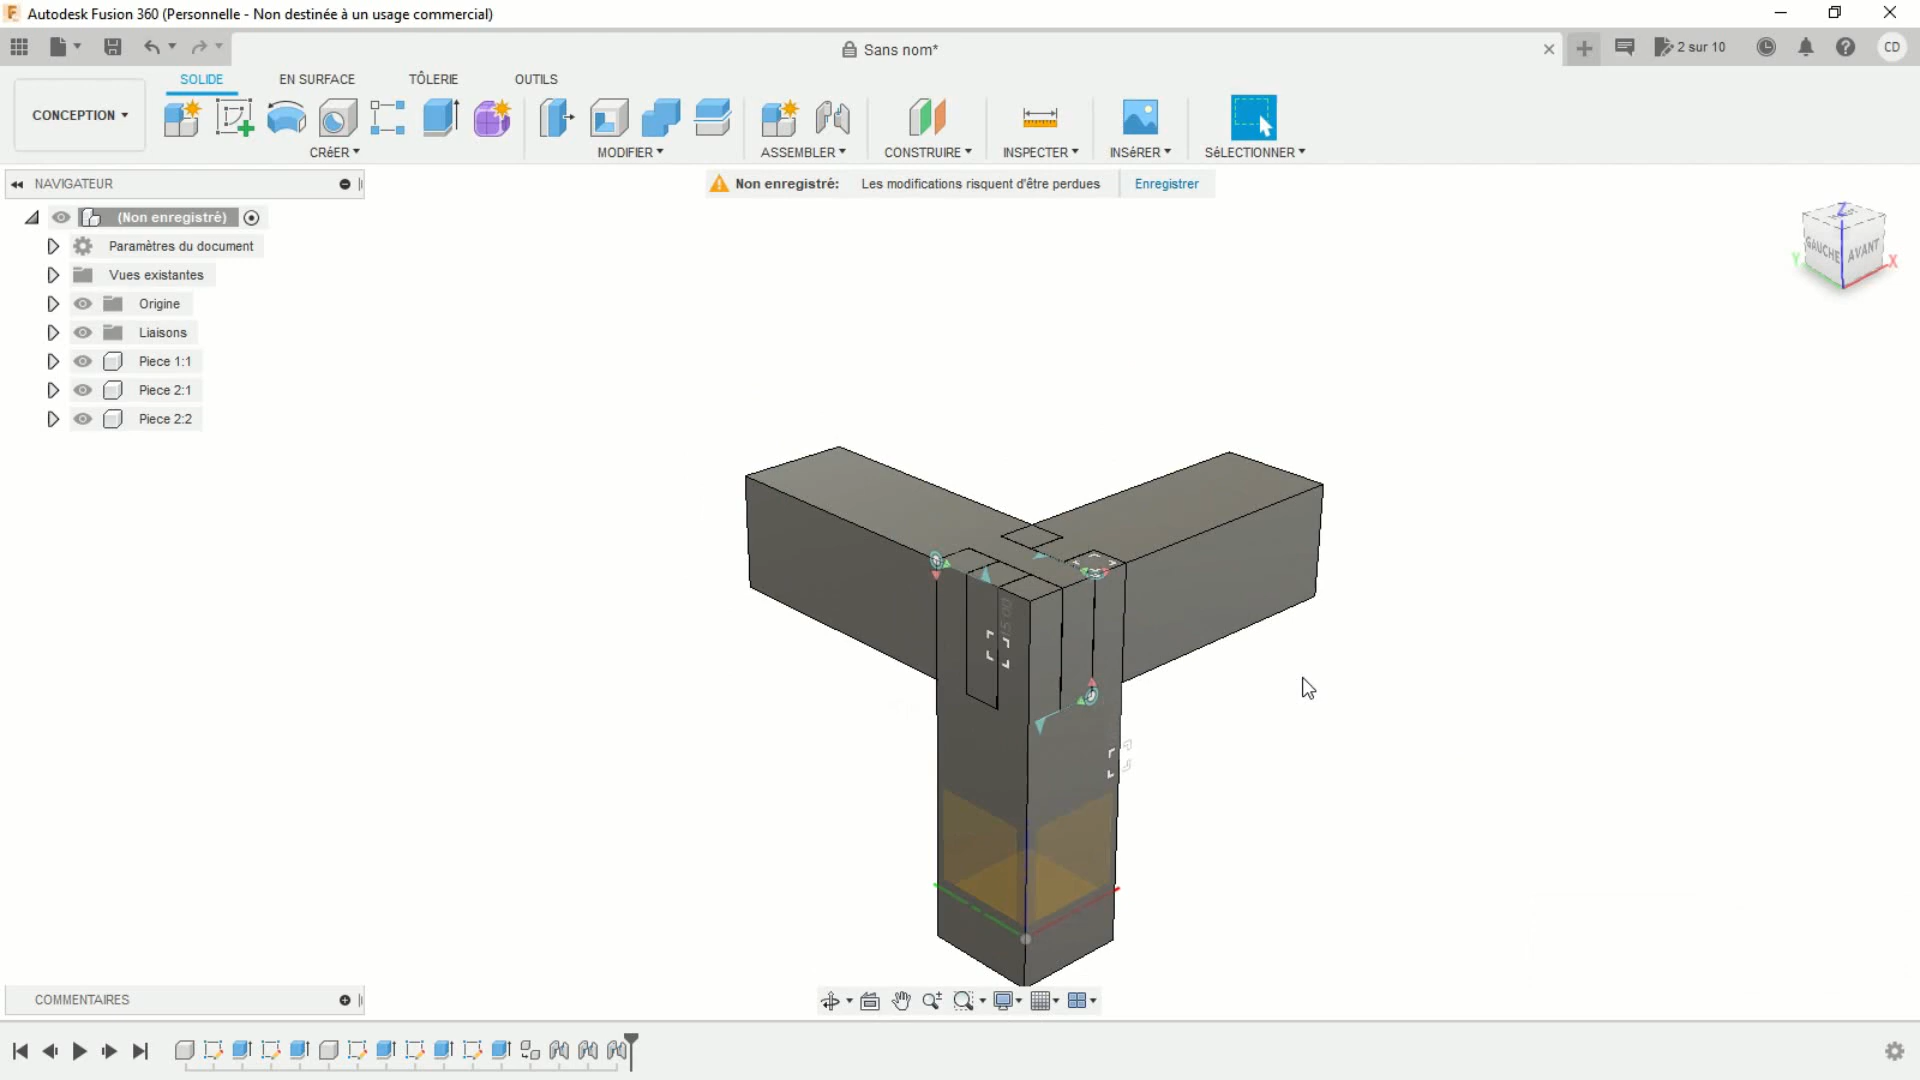 Autodesk Fusion 360 (Personnelle - Non destinée à un usage commercial)
Sans nom*
2 sur 10
CD
SOLIDE
EN SURFACE
TÔLERIE
OUTILS
CONCEPTION
CRéER
MODIFIER
ASSEMBLER
CONSTRUIRE
INSPECTER
INSéRER
SéLECTIONNER
NAVIGATEUR
Non enregistré: Les modifications risquent d'être perdues Enregistrer
(Non enregistré)
Paramètres du document
Vues existantes
Origine
Liaisons
Piece 1:1
Piece 2:1
Piece 2:2
Z
GAUCHE
AVANT
Y
X
15.00
COMMENTAIRES